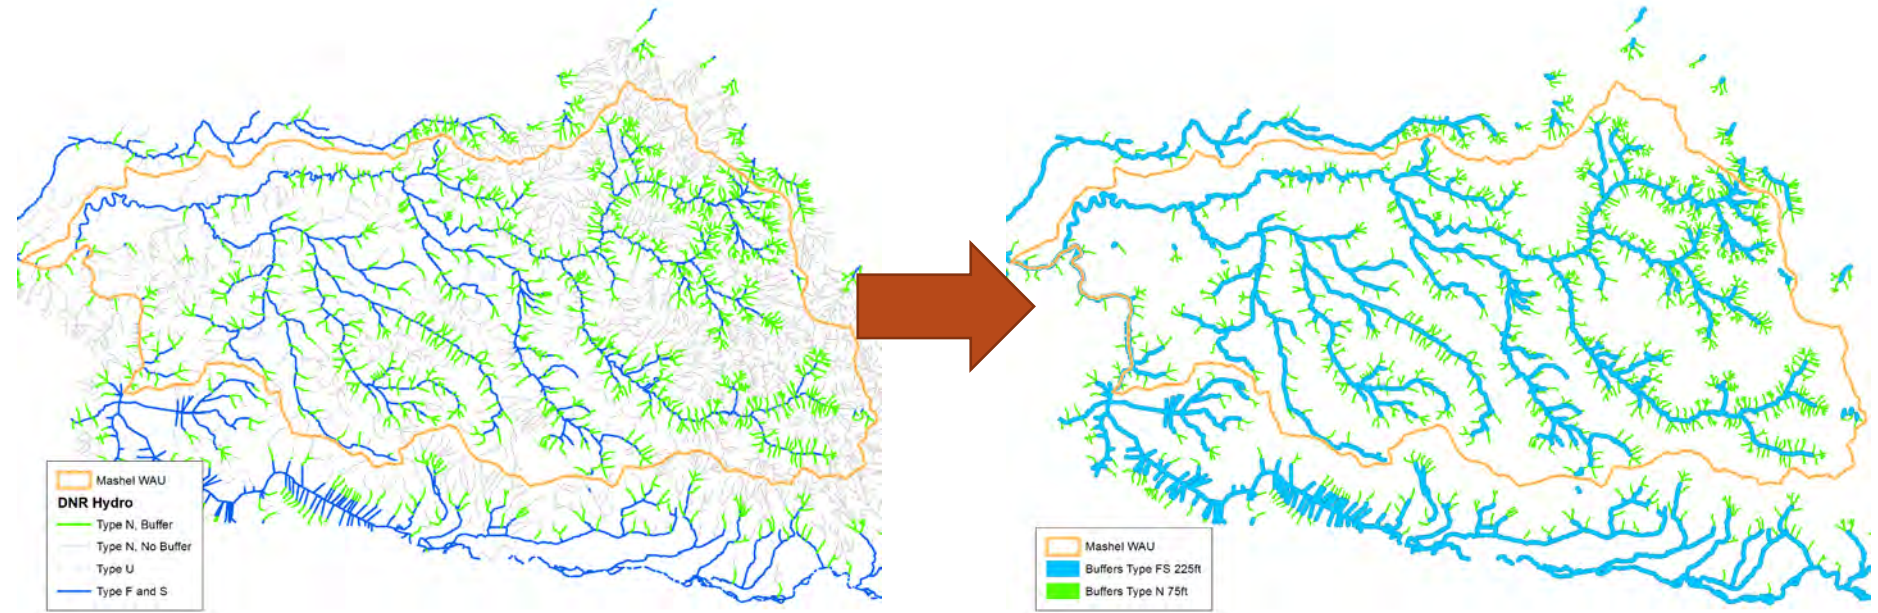 Mashel WAU
DNR Hydro
Type N, Buffer
Type N, No Buffer
Type U
Type F and S
Mashel WAU
Buffers Type FS 225ft
Buffers Type N 75ft